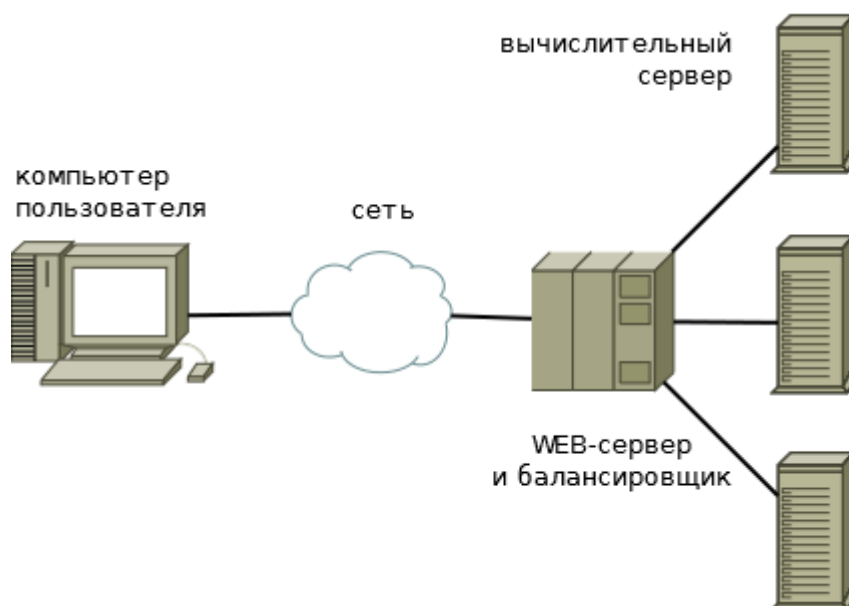 вычислительный
сервер
компьютер
пользователя
сеть
WEB-сервер
и балансировщик